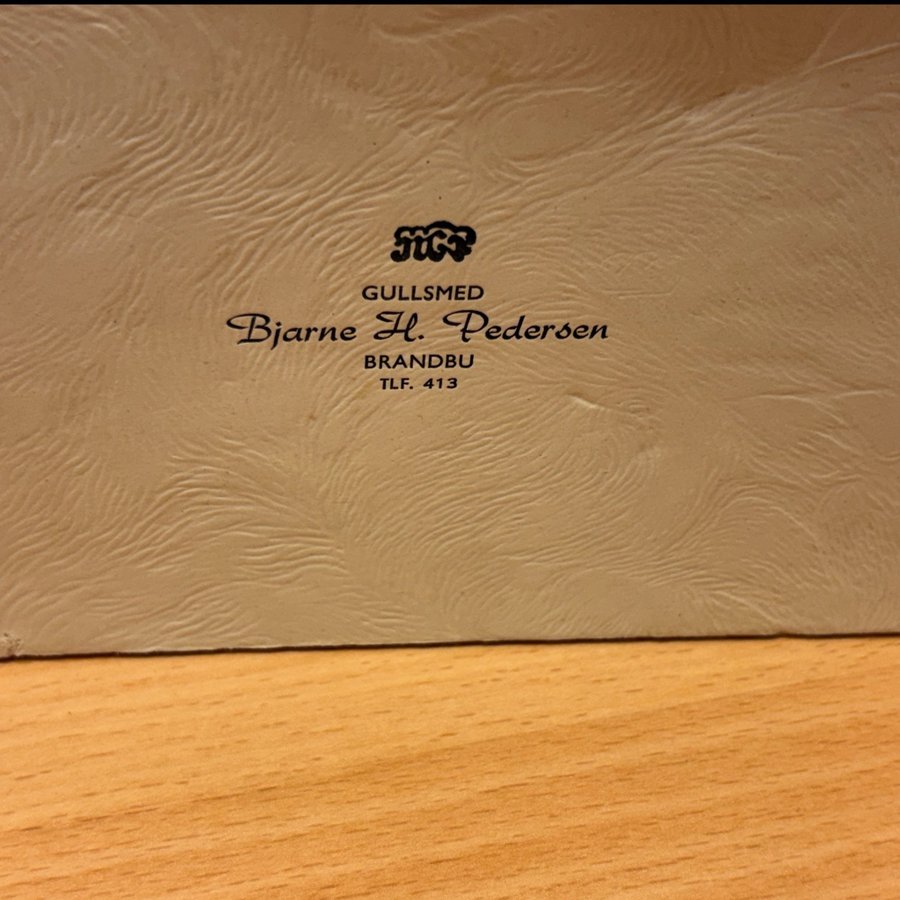 GULLSMED
Bjarne H. Pedersen
BRANDBU
TLF. 413